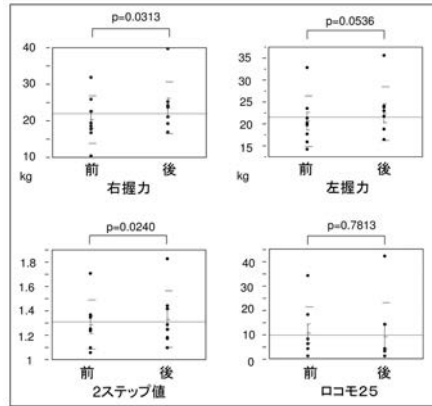 p=0.0313
40
30
20
10
kg
前
後
右握力
p=0.0536
35
30
25
20
15
kg
前
後
左握力
p=0.0240
1.8
1.6
1.4
1.2
1
前
後
2ステップ値
p=0.7813
40
30
20
10
0
前
後
ロコモ25